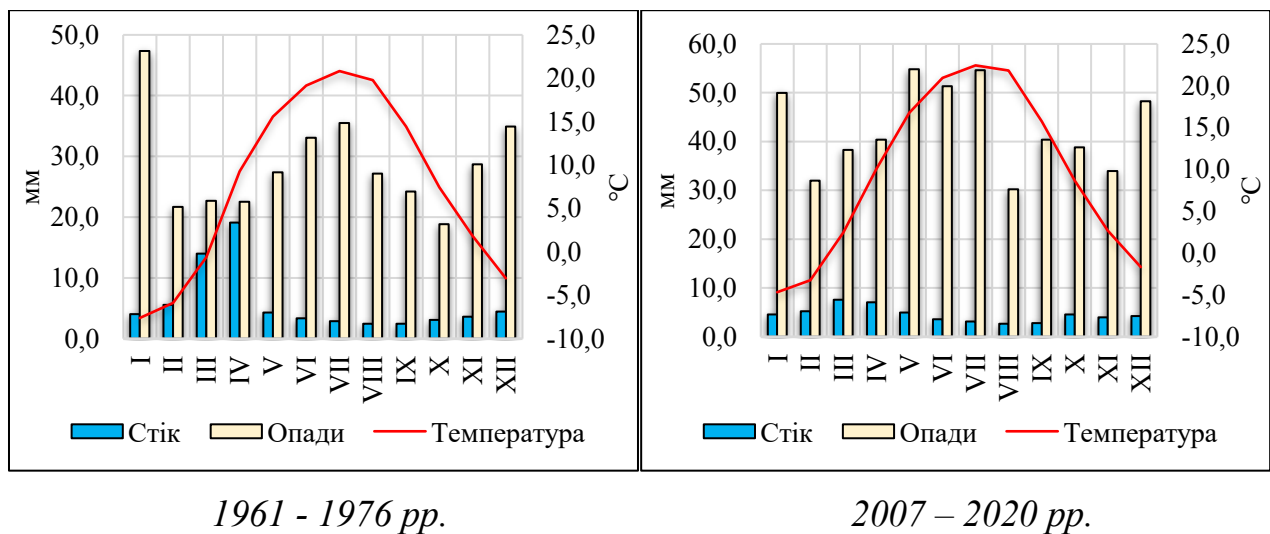 50,0
40,0
30,0
20,0
10,0
0,0
мм
25,0
20,0
15,0
10,0
5,0
0,0
-5,0
-10,0
°C
I II III IV V VI VII VIII IX X XI XII
Стік Опади Температура
1961 - 1976 рр.
60,0
50,0
40,0
30,0
20,0
10,0
0,0
мм
25,0
20,0
15,0
10,0
5,0
0,0
-5,0
-10,0
°C
I II III IV V VI VII VIII IX X XI XII
Стік Опади Температура
2007 – 2020 рр.